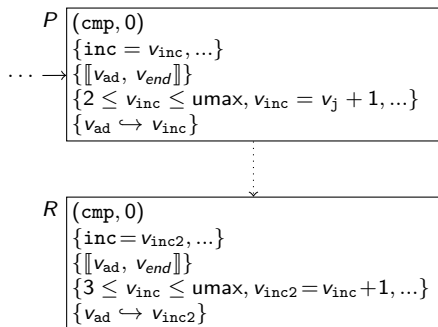 P (cmp, 0)
{inc = v_inc, ...}
··· → {⟦v_ad, v_end⟧}
{2 ≤ v_inc ≤ umax, v_inc = v_j + 1, ...}
{v_ad ↪ v_inc}
R (cmp, 0)
{inc = v_inc2, ...}
{⟦v_ad, v_end⟧}
{3 ≤ v_inc ≤ umax, v_inc2 = v_inc + 1, ...}
{v_ad ↪ v_inc2}